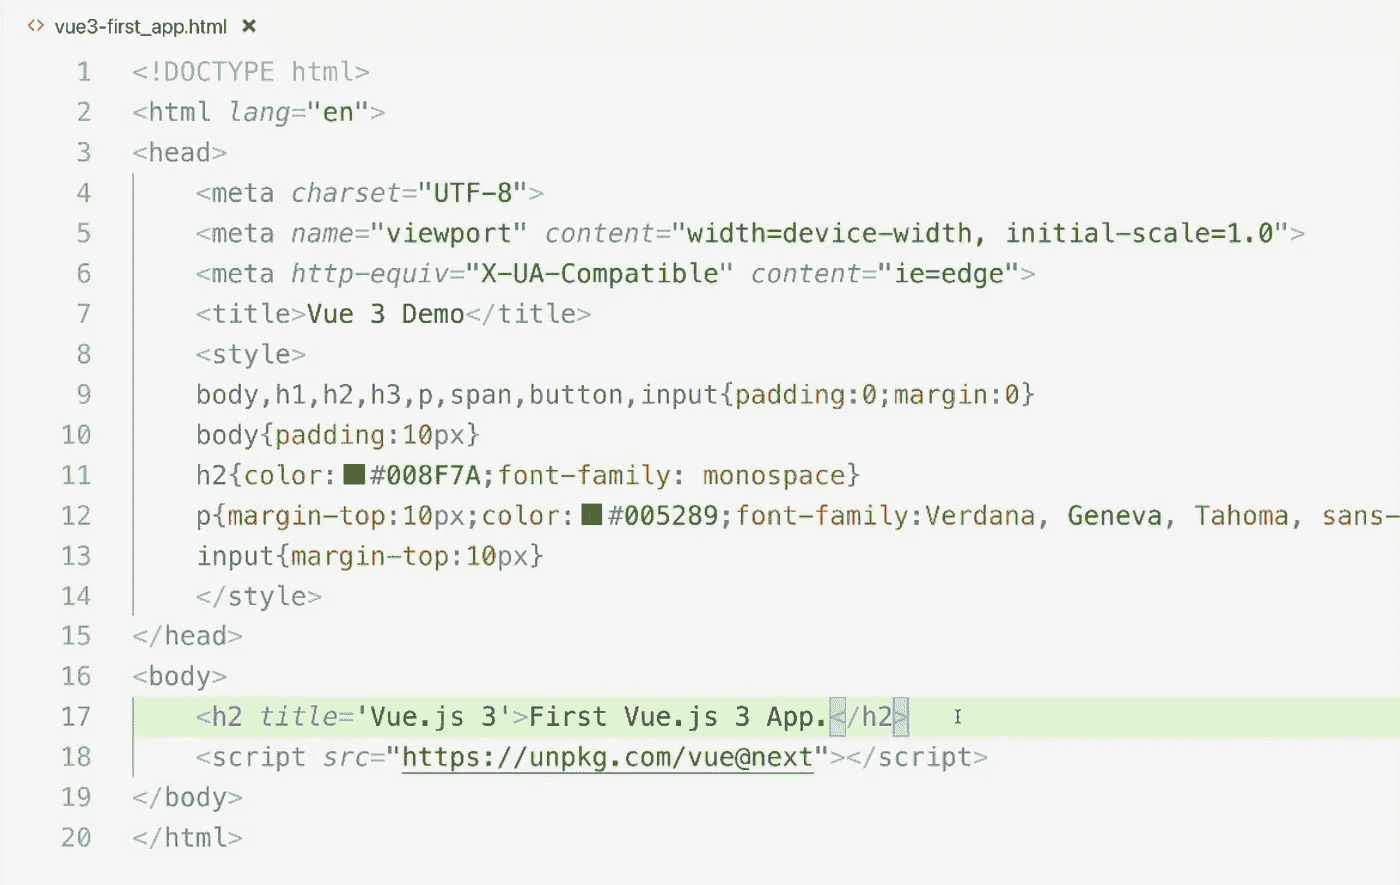 <> vue3-first_app.html ×
1 <!DOCTYPE html>
2 <html lang="en">
3 <head>
4 <meta charset="UTF-8">
5 <meta name="viewport" content="width=device-width, initial-scale=1.0">
6 <meta http-equiv="X-UA-Compatible" content="ie=edge">
7 <title>Vue 3 Demo</title>
8 <style>
9 body,h1,h2,h3,p,span,button,input{padding:0;margin:0}
10 body{padding:10px}
11 h2{color:#008F7A;font-family: monospace}
12 p{margin-top:10px;color:#005289;font-family:Verdana, Geneva, Tahoma, sans-
13 input{margin-top:10px}
14 </style>
15 </head>
16 <body>
17 <h2 title='Vue.js 3'>First Vue.js 3 App.</h2>
18 <script src="https://unpkg.com/vue@next"></script>
19 </body>
20 </html>